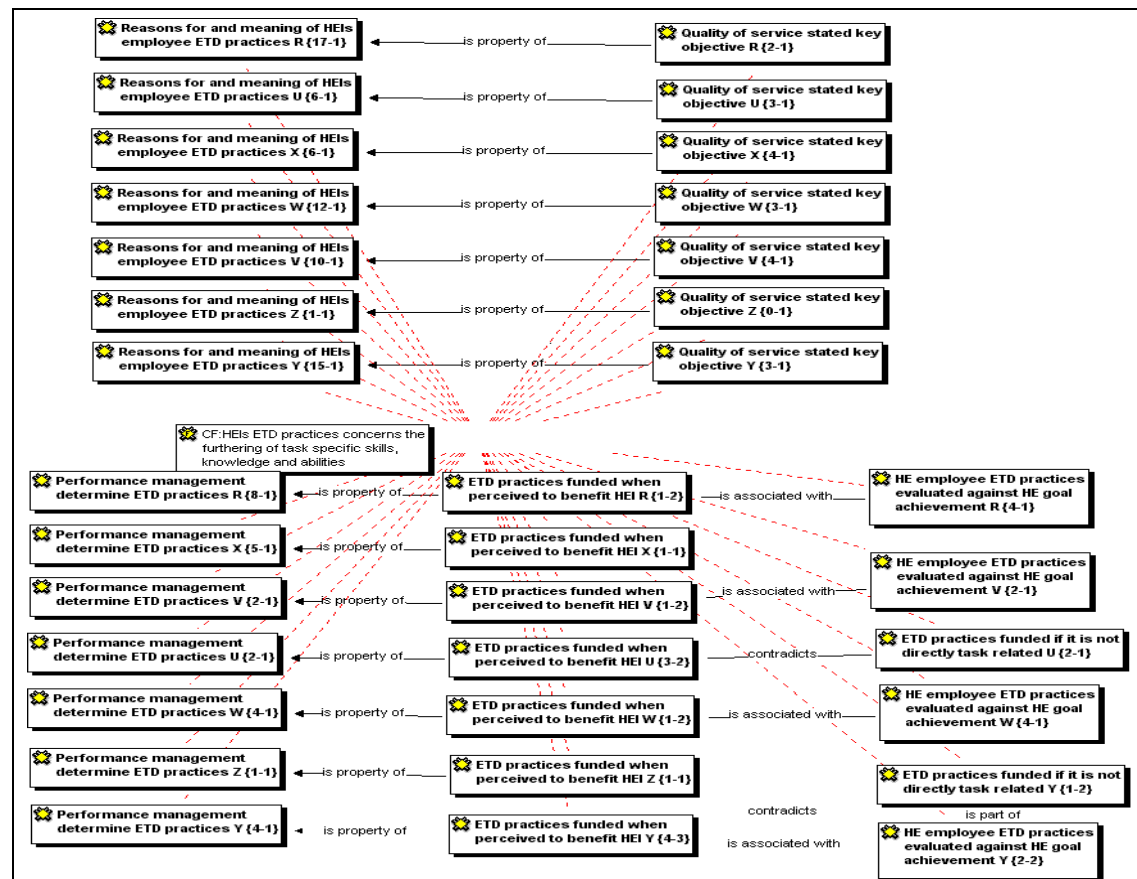 Reasons for and meaning of HEIs
employee ETD practices R {17-1}
is property of
Quality of service stated key
objective R {2-1}
Reasons for and meaning of HEIs
employee ETD practices U {6-1}
is property of
Quality of service stated key
objective U {3-1}
Reasons for and meaning of HEIs
employee ETD practices X {6-1}
is property of
Quality of service stated key
objective X {4-1}
Reasons for and meaning of HEIs
employee ETD practices W {12-1}
is property of
Quality of service stated key
objective W {3-1}
Reasons for and meaning of HEIs
employee ETD practices V {10-1}
is property of
Quality of service stated key
objective V {4-1}
Reasons for and meaning of HEIs
employee ETD practices Z {1-1}
is property of
Quality of service stated key
objective Z {0-1}
Reasons for and meaning of HEIs
employee ETD practices Y {15-1}
is property of
Quality of service stated key
objective Y {3-1}
CF:HEIs ETD practices concerns the
furthering of task specific skills,
knowledge and abilities
Performance management
determine ETD practices R {8-1}
is property of
ETD practices funded when
perceived to benefit HEI R {1-2}
is associated with
HE employee ETD practices
evaluated against HE goal
achievement R {4-1}
Performance management
determine ETD practices X {5-1}
is property of
ETD practices funded when
perceived to benefit HEI X {1-1}
Performance management
determine ETD practices V {2-1}
is property of
ETD practices funded when
perceived to benefit HEI V {1-2}
is associated with
HE employee ETD practices
evaluated against HE goal
achievement V {2-1}
Performance management
determine ETD practices U {2-1}
is property of
ETD practices funded when
perceived to benefit HEI U {3-2}
contradicts
ETD practices funded if it is not
directly task related U {2-1}
Performance management
determine ETD practices W {4-1}
is property of
ETD practices funded when
perceived to benefit HEI W {1-2}
is associated with
HE employee ETD practices
evaluated against HE goal
achievement W {4-1}
Performance management
determine ETD practices Z {1-1}
is property of
ETD practices funded when
perceived to benefit HEI Z {1-1}
ETD practices funded if it is not
directly task related Y {1-2}
Performance management
determine ETD practices Y {4-1}
is property of
ETD practices funded when
perceived to benefit HEI Y {4-3}
contradicts
is associated with
is part of
HE employee ETD practices
evaluated against HE goal
achievement Y {2-2}